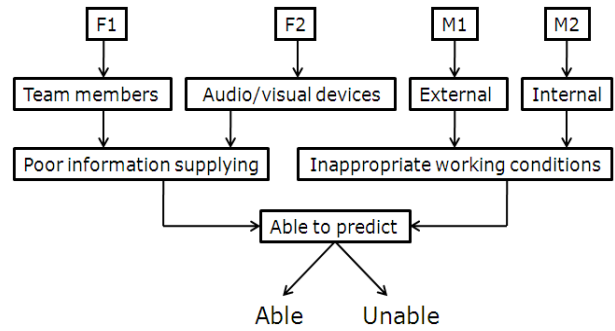 F1
F2
M1
M2
Team members
Audio/visual devices
External
Internal
Poor information supplying
Inappropriate working conditions
Able to predict
Able
Unable